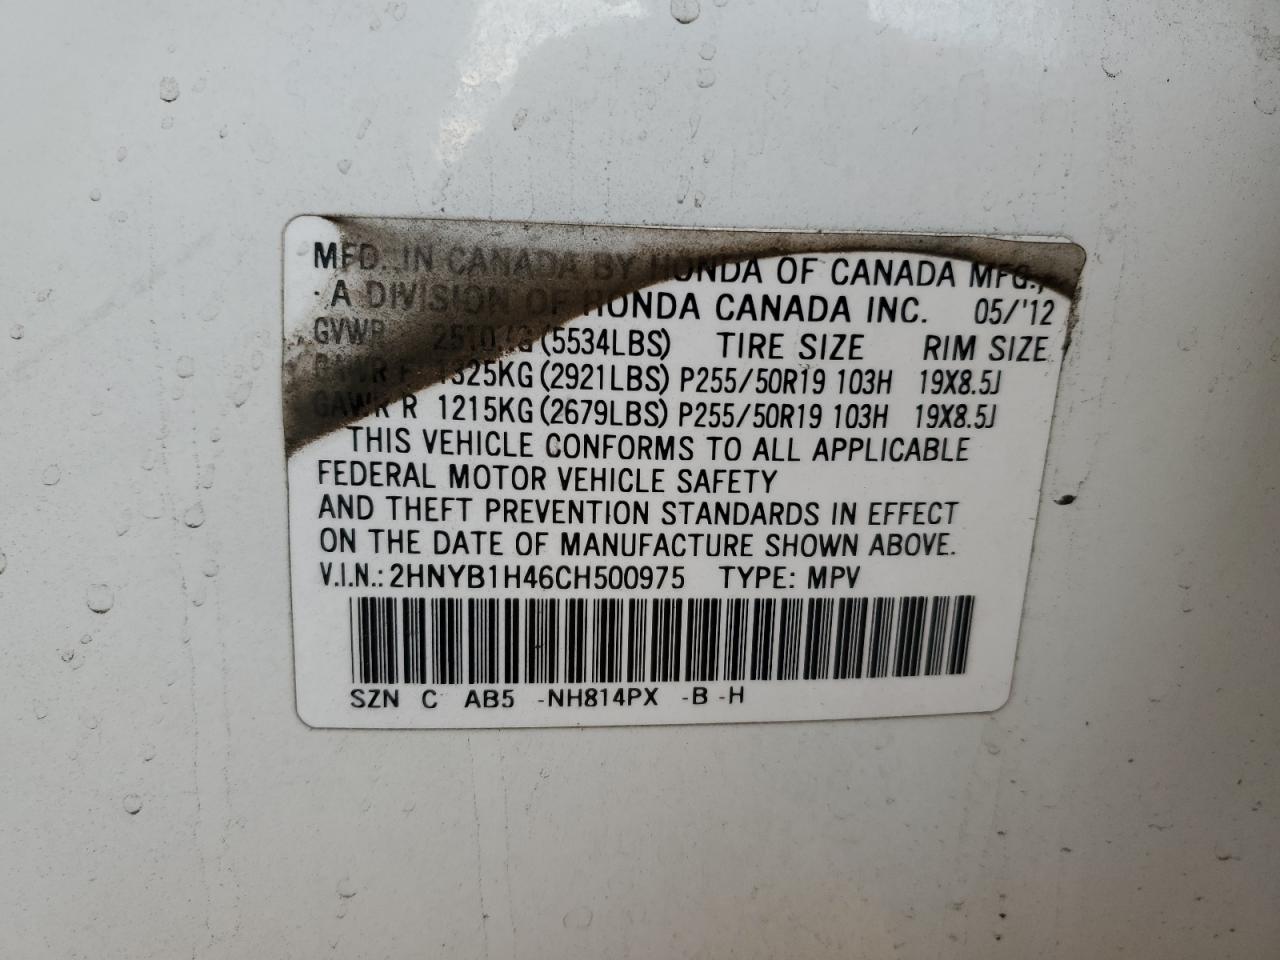 MFD. IN CANADA BY HONDA OF CANADA MFG.,
A DIVISION OF HONDA CANADA INC. 05/'12
GVWR 2510KG (5534LBS) TIRE SIZE RIM SIZE
GAWR F 1325KG (2921LBS) P255/50R19 103H 19X8.5J
GAWR R 1215KG (2679LBS) P255/50R19 103H 19X8.5J
THIS VEHICLE CONFORMS TO ALL APPLICABLE
FEDERAL MOTOR VEHICLE SAFETY
AND THEFT PREVENTION STANDARDS IN EFFECT
ON THE DATE OF MANUFACTURE SHOWN ABOVE.
V.I.N.: 2HNYB1H46CH500975 TYPE: MPV
SZN C AB5 -NH814PX -B -H